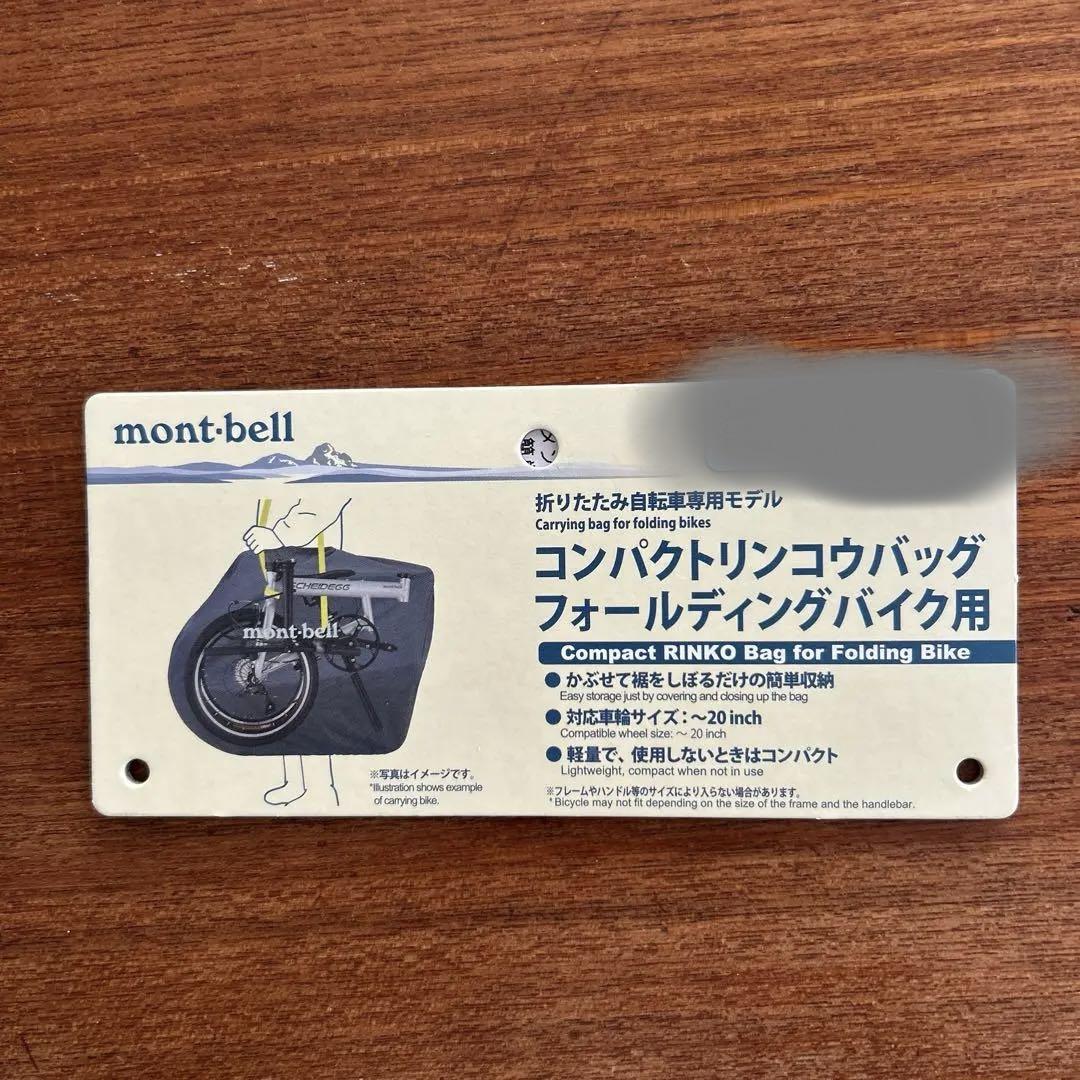 mont·bell
折りたたみ自転車専用モデル
Carrying bag for folding bikes
コンパクトリンコウバッグ
フォールディングバイク用
Compact RINKO Bag for Folding Bike
● かぶせて裾をしぼるだけの簡単収納
Easy storage just by covering and closing up the bag
● 対応車輪サイズ:〜20 inch
Compatible wheel size: 〜 20 inch
● 軽量で、使用しないときはコンパクト
Lightweight, compact when not in use
※フレームやハンドル等のサイズにより入らない場合があります。
*Bicycle may not fit depending on the size of the frame and the handlebar.
CHEIDEGG
mont·bell
※写真はイメージです。
*Illustration shows example
of carrying bike.